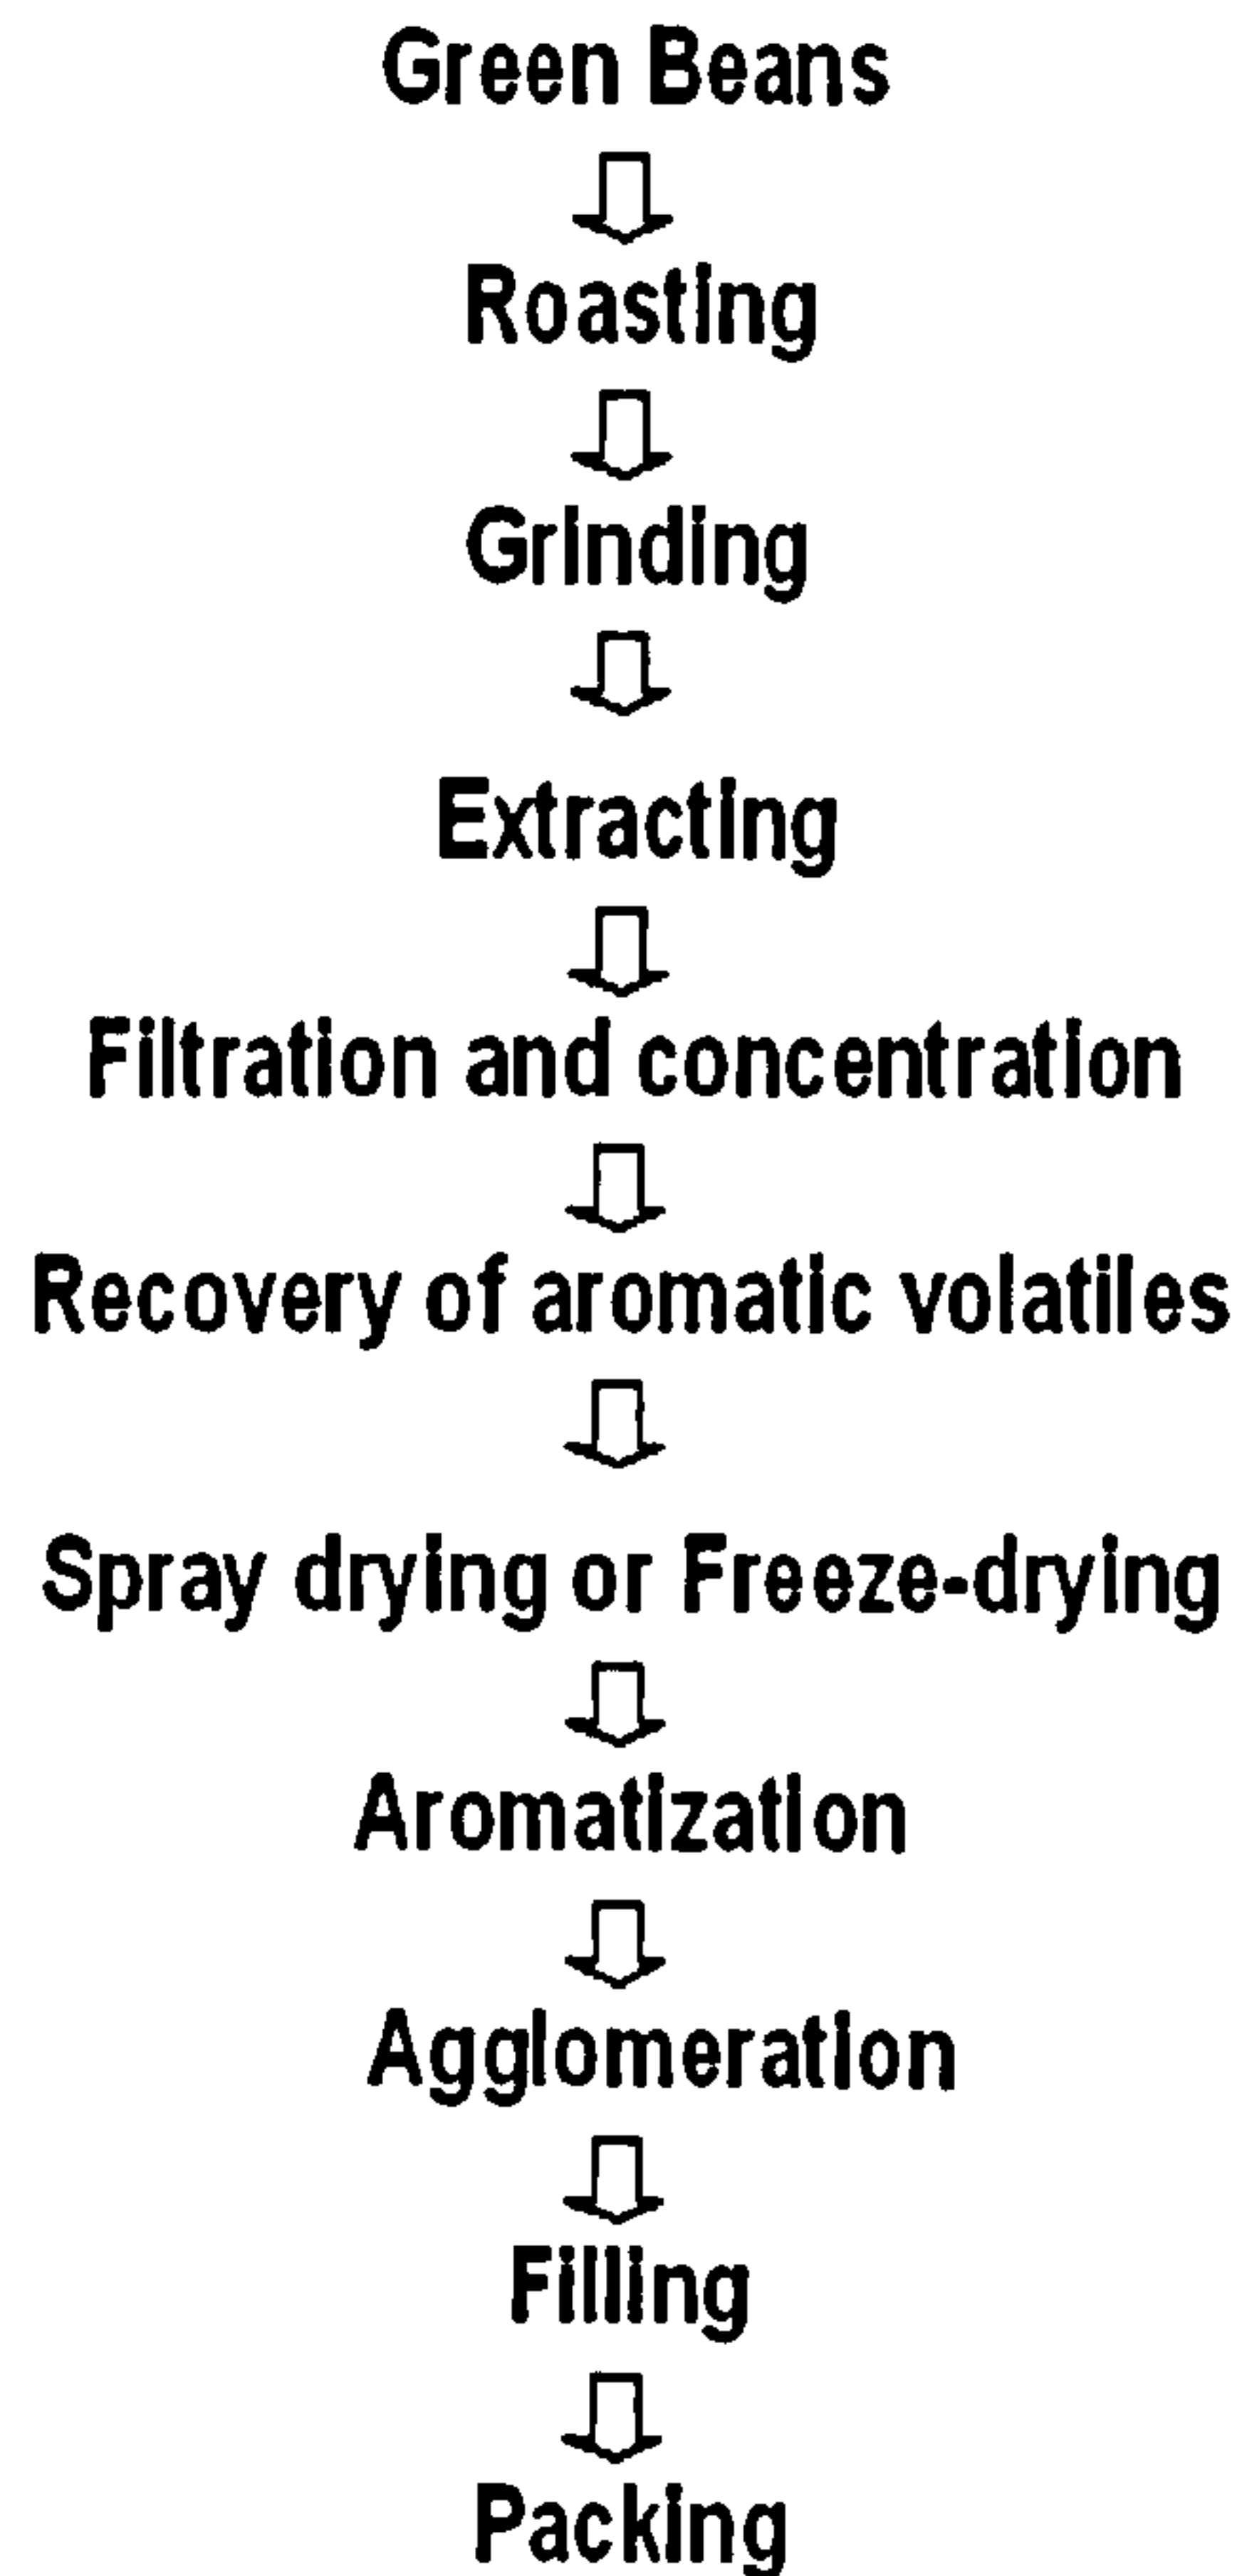 Green Beans
Roasting
Grinding
Extracting
Filtration and concentration
Recovery of aromatic volatiles
Spray drying or Freeze-drying
Aromatization
Agglomeration
Filling
Packing